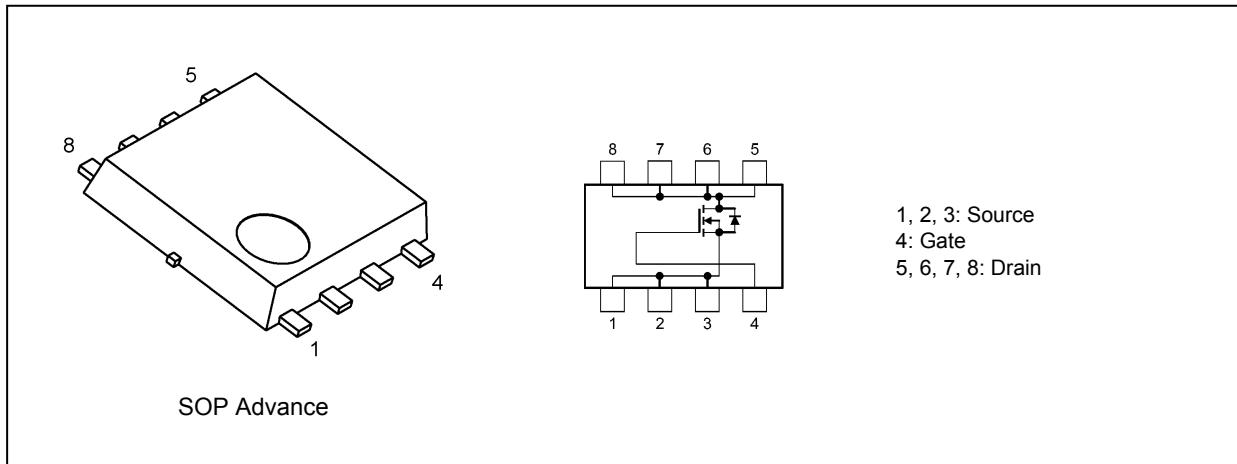 5
8
4
1
SOP Advance
8 7 6 5
1 2 3 4
1, 2, 3: Source
4: Gate
5, 6, 7, 8: Drain